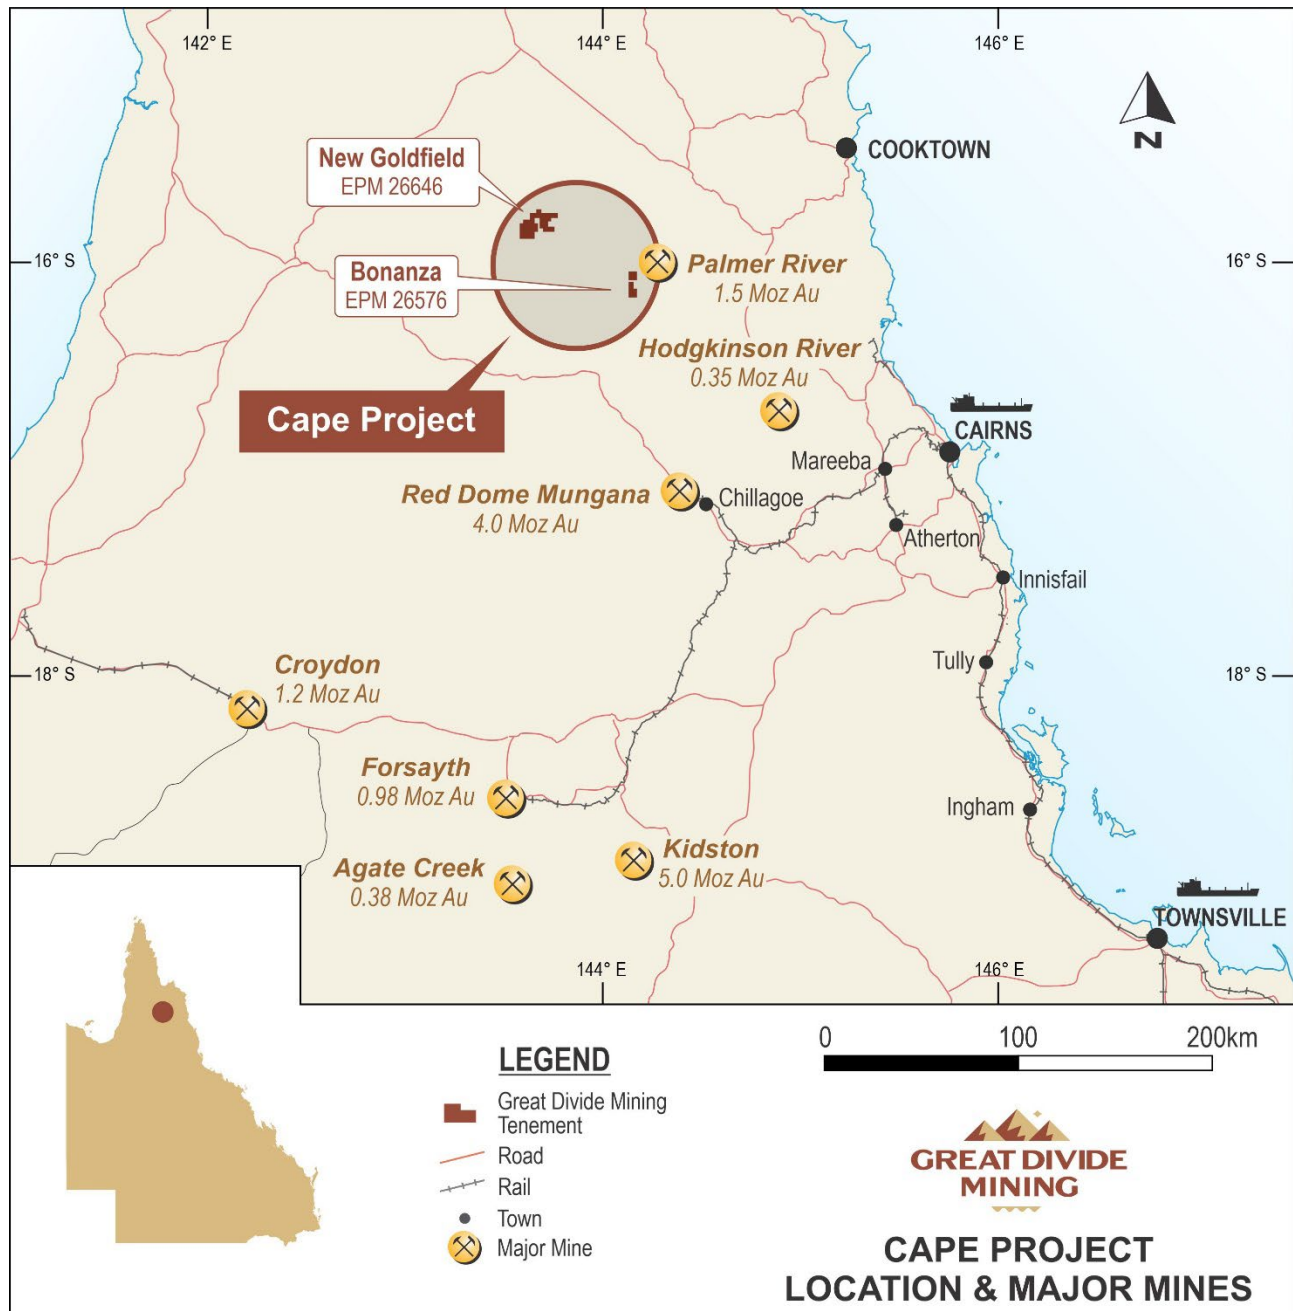 142° E
144° E
146° E
New Goldfield
EPM 26646
COOKTOWN
N
16° S
16° S
Bonanza
EPM 26576
Palmer River
1.5 Moz Au
Hodgkinson River
0.35 Moz Au
Cape Project
CAIRNS
Mareeba
Red Dome Mungana
4.0 Moz Au
Chillagoe
Atherton
Innisfail
Tully
18° S
18° S
Croydon
1.2 Moz Au
Forsayth
0.98 Moz Au
Ingham
Kidston
5.0 Moz Au
Agate Creek
0.38 Moz Au
TOWNSVILLE
144° E
146° E
0 100 200km
LEGEND
Great Divide Mining
Tenement
Road
Rail
Town
Major Mine
GREAT DIVIDE
MINING
CAPE PROJECT
LOCATION & MAJOR MINES